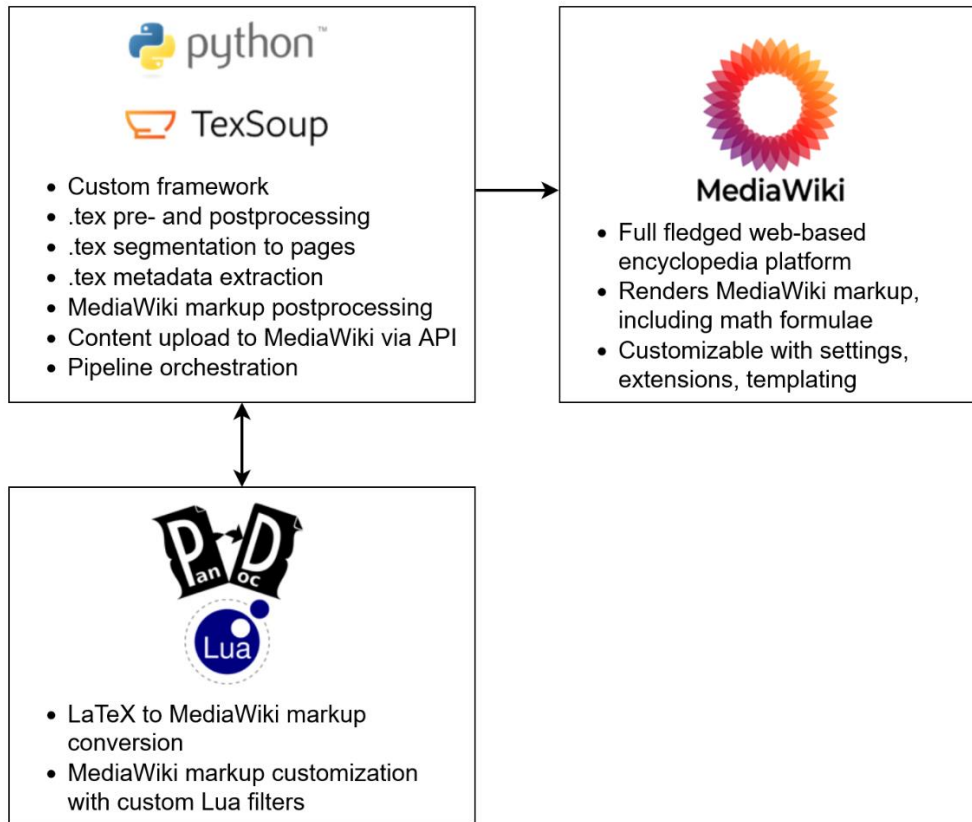 python™
TexSoup
• Custom framework
• .tex pre- and postprocessing
• .tex segmentation to pages
• .tex metadata extraction
• MediaWiki markup postprocessing
• Content upload to MediaWiki via API
• Pipeline orchestration
MediaWiki
• Full fledged web-based
encyclopedia platform
• Renders MediaWiki markup,
including math formulae
• Customizable with settings,
extensions, templating
Pan Doc
Lua
• LaTeX to MediaWiki markup
conversion
• MediaWiki markup customization
with custom Lua filters